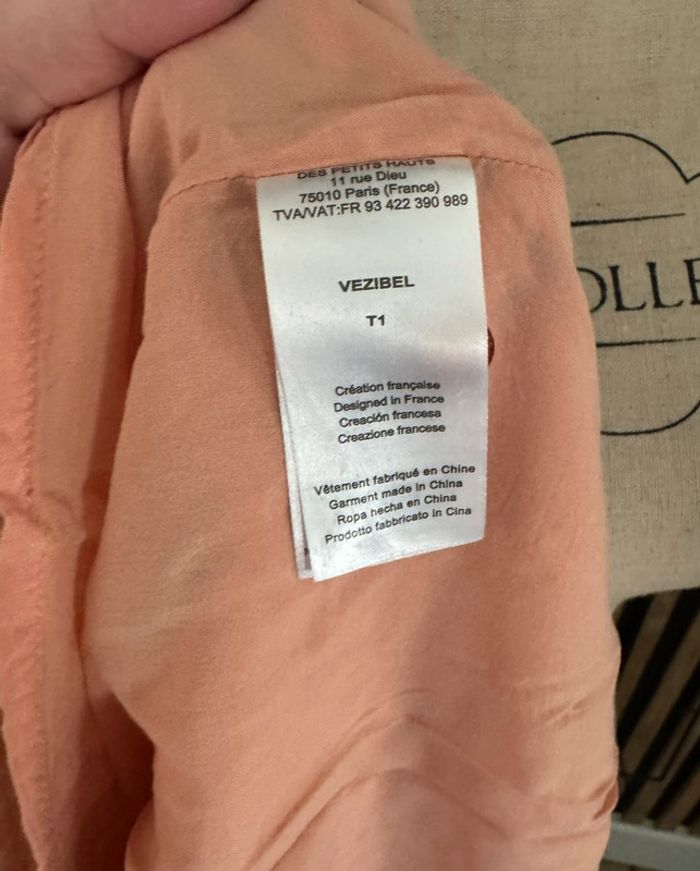 DES PETITS HAUTS
11 rue Dieu
75010 Paris (France)
TVA/VAT:FR 93 422 390 989
VEZIBEL
T1
Création française
Designed in France
Creación francesa
Creazione francese
Vêtement fabriqué en Chine
Garment made in China
Ropa hecha en China
Prodotto fabbricato in Cina
OLLE